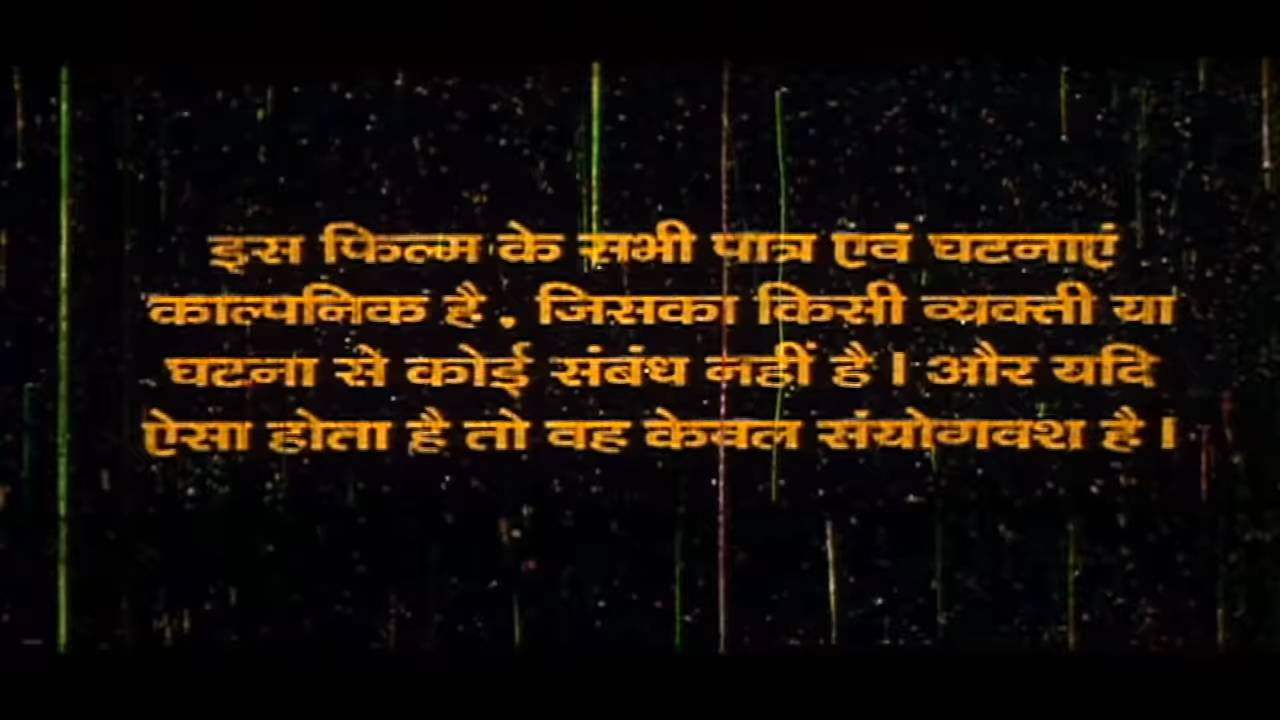 इस फिल्म के सभी पात्र एवं घटनाएं
काल्पनिक है . जिसका किसी व्यक्ती या
घटना से कोई संबंध नहीं है । और यदि
ऐसा होता है तो वह केवल संयोगवश है ।